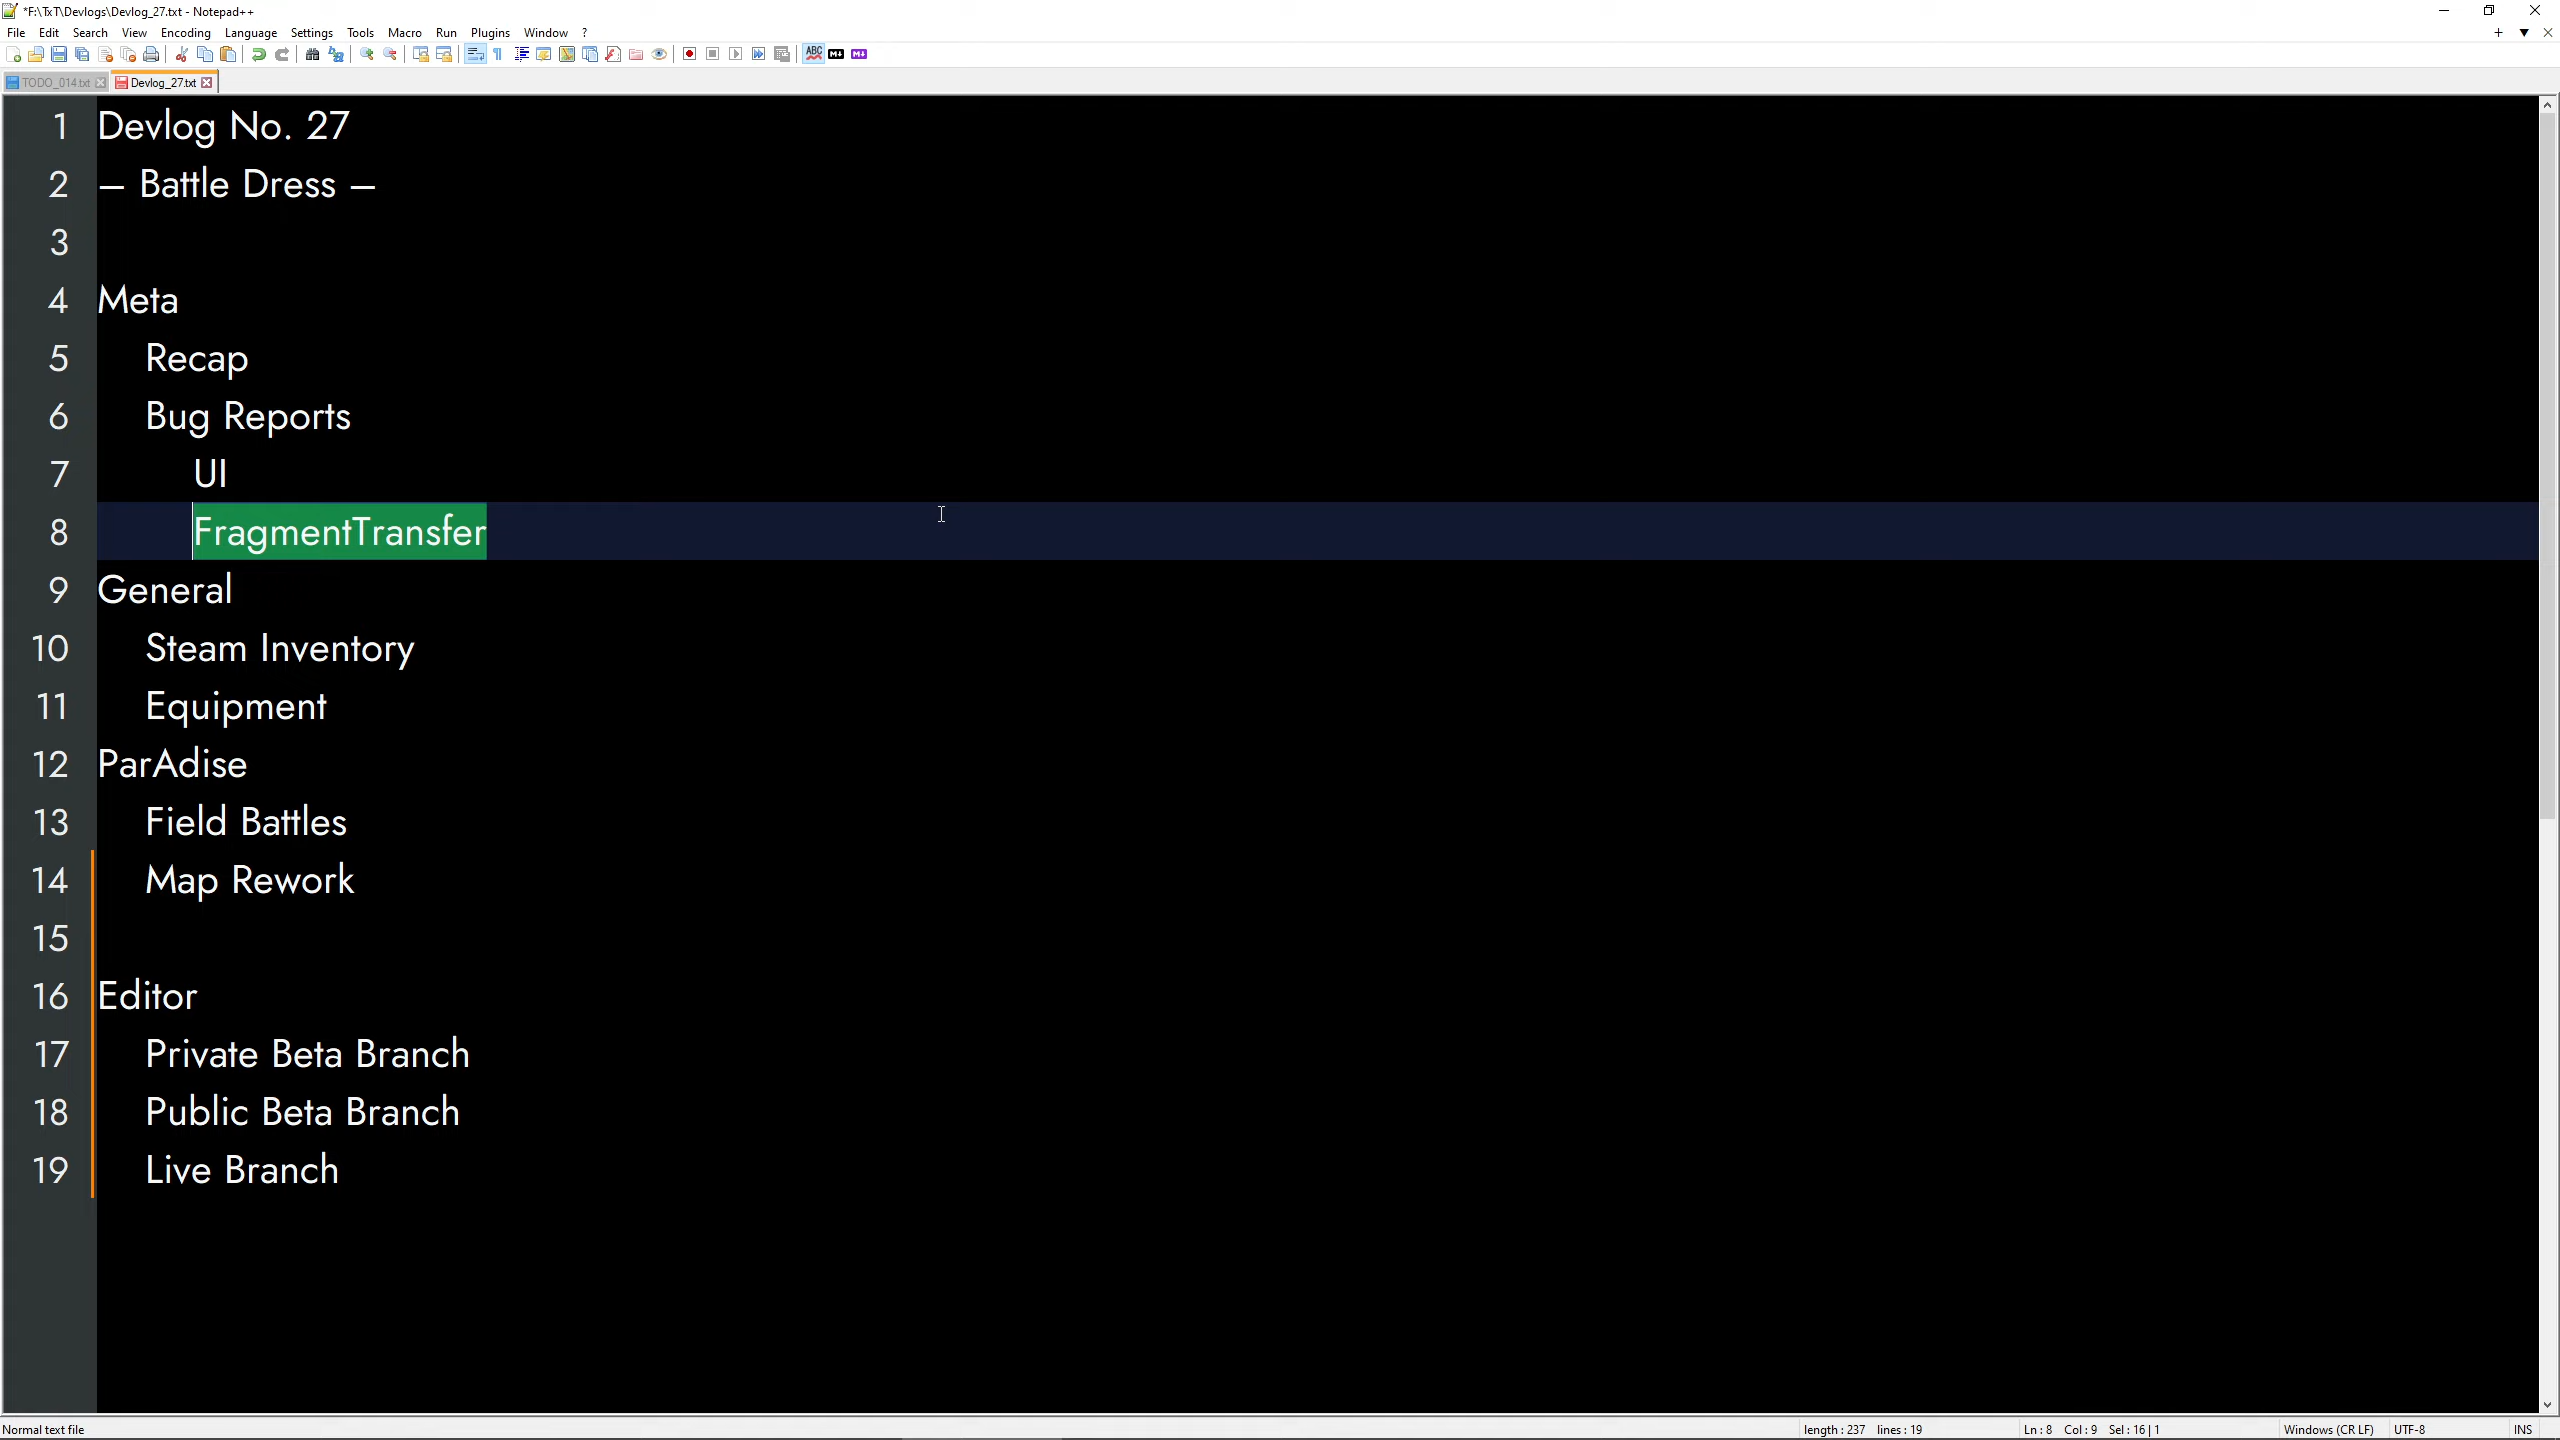 *F:\TxT\Devlogs\Devlog_27.txt - Notepad++
File Edit Search View Encoding Language Settings Tools Macro Run Plugins Window ?
TODO_014.txt Devlog_27.txt
1 Devlog No. 27
2 – Battle Dress –
3
4 Meta
5 Recap
6 Bug Reports
7 UI
8 FragmentTransfer
9 General
10 Steam Inventory
11 Equipment
12 ParAdise
13 Field Battles
14 Map Rework
15
16 Editor
17 Private Beta Branch
18 Public Beta Branch
19 Live Branch
Normal text file length : 237 lines : 19 Ln : 8 Col : 9 Sel : 16 | 1 Windows (CR LF) UTF-8 INS